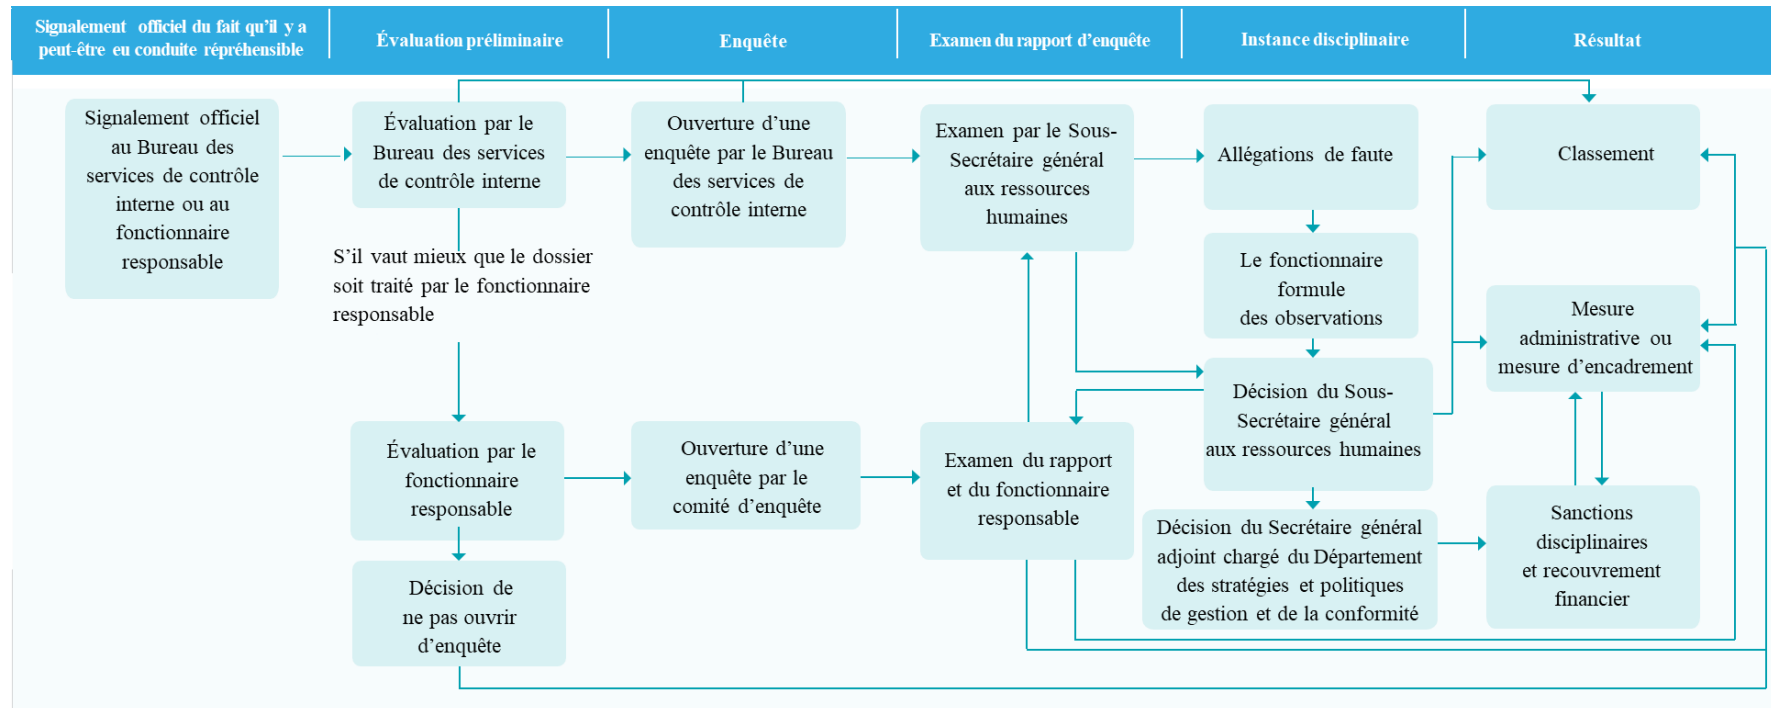 Signalement officiel du fait qu’il y a
peut-être eu conduite répréhensible
Évaluation préliminaire
Enquête
Examen du rapport d’enquête
Instance disciplinaire
Résultat
Signalement officiel
au Bureau des
services de contrôle
interne ou au
fonctionnaire
responsable
Évaluation par le
Bureau des services
de contrôle interne
S’il vaut mieux que le dossier
soit traité par le fonctionnaire
responsable
Évaluation par le
fonctionnaire
responsable
Décision de
ne pas ouvrir
d’enquête
Ouverture d’une
enquête par le Bureau
des services de
contrôle interne
Ouverture d’une
enquête par le
comité d’enquête
Examen par le Sous-
Secrétaire général
aux ressources
humaines
Examen du rapport
et du fonctionnaire
responsable
Allégations de faute
Le fonctionnaire
formule
des observations
Décision du Sous-
Secrétaire général
aux ressources humaines
Décision du Secrétaire général
adjoint chargé du Département
des stratégies et politiques
de gestion et de la conformité
Classement
Mesure
administrative ou
mesure d’encadrement
Sanctions
disciplinaires
et recouvrement
financier